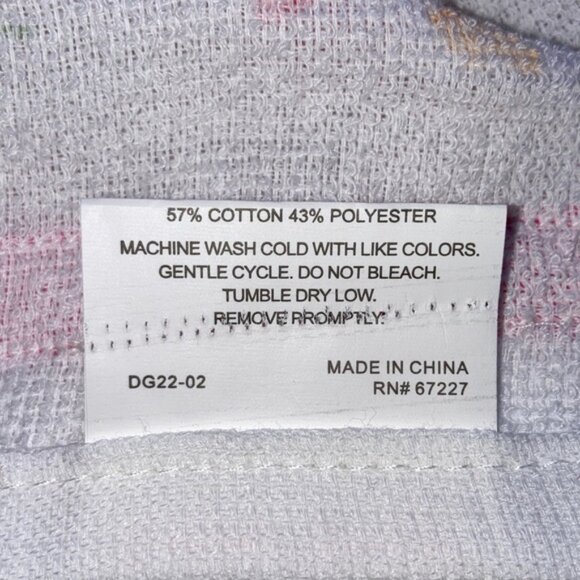 57% COTTON 43% POLYESTER
MACHINE WASH COLD WITH LIKE COLORS.
GENTLE CYCLE. DO NOT BLEACH.
TUMBLE DRY LOW.
REMOVE PROMPTLY.
DG22-02
MADE IN CHINA
RN# 67227